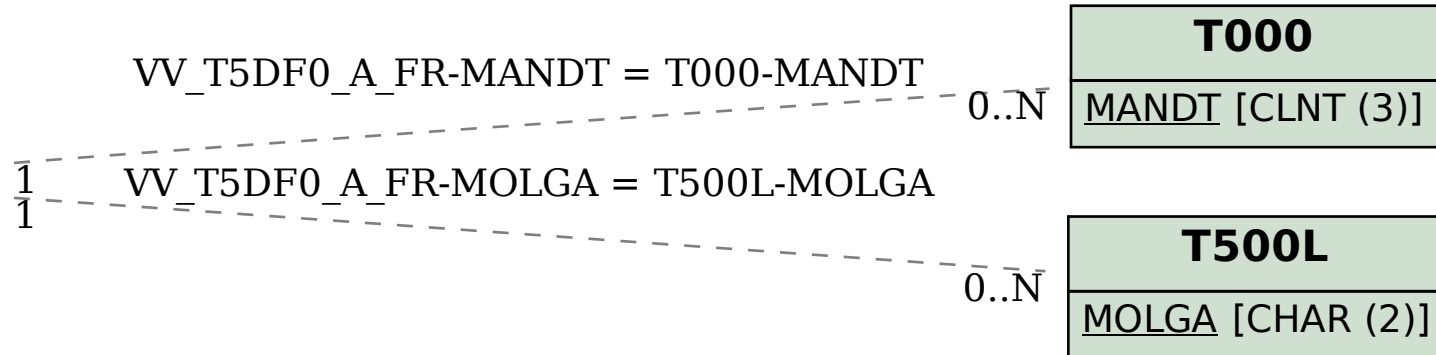 T000
VV_T5DF0_A_FR-MANDT = T000-MANDT
0..N
MANDT [CLNT (3)]
1
VV_T5DF0_A_FR-MOLGA = T500L-MOLGA
1
T500L
0..N
MOLGA [CHAR (2)]